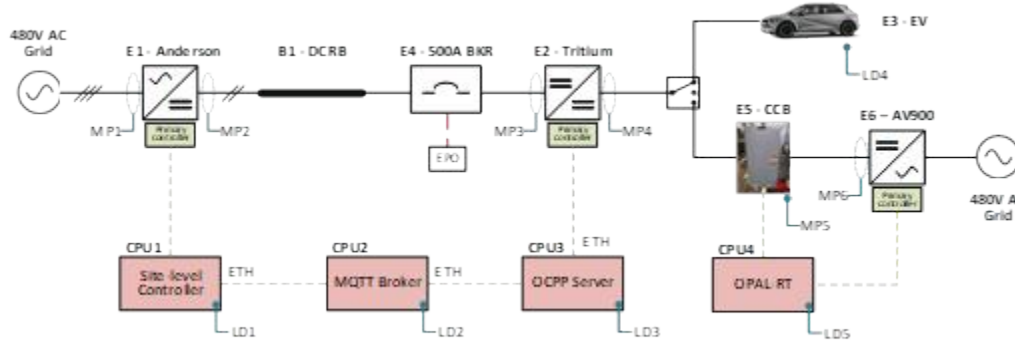 480V AC
Grid
E1 - Anderson
B1 - DCRB
E4 - 500A BKR
E2 - Tritium
E3 - EV
LD4
E5 - CCB
E6 – AV900
MP1
MP2
MP3
MP4
MP5
MP6
Primary
controller
EPO
Primary
controller
Primary
controller
480V A
Grid
CPU1
CPU2
CPU3
CPU4
ETH
ETH
ETH
Site-level
Controller
MQTT Broker
OCPP Server
OPAL RT
LD1
LD2
LD3
LD5